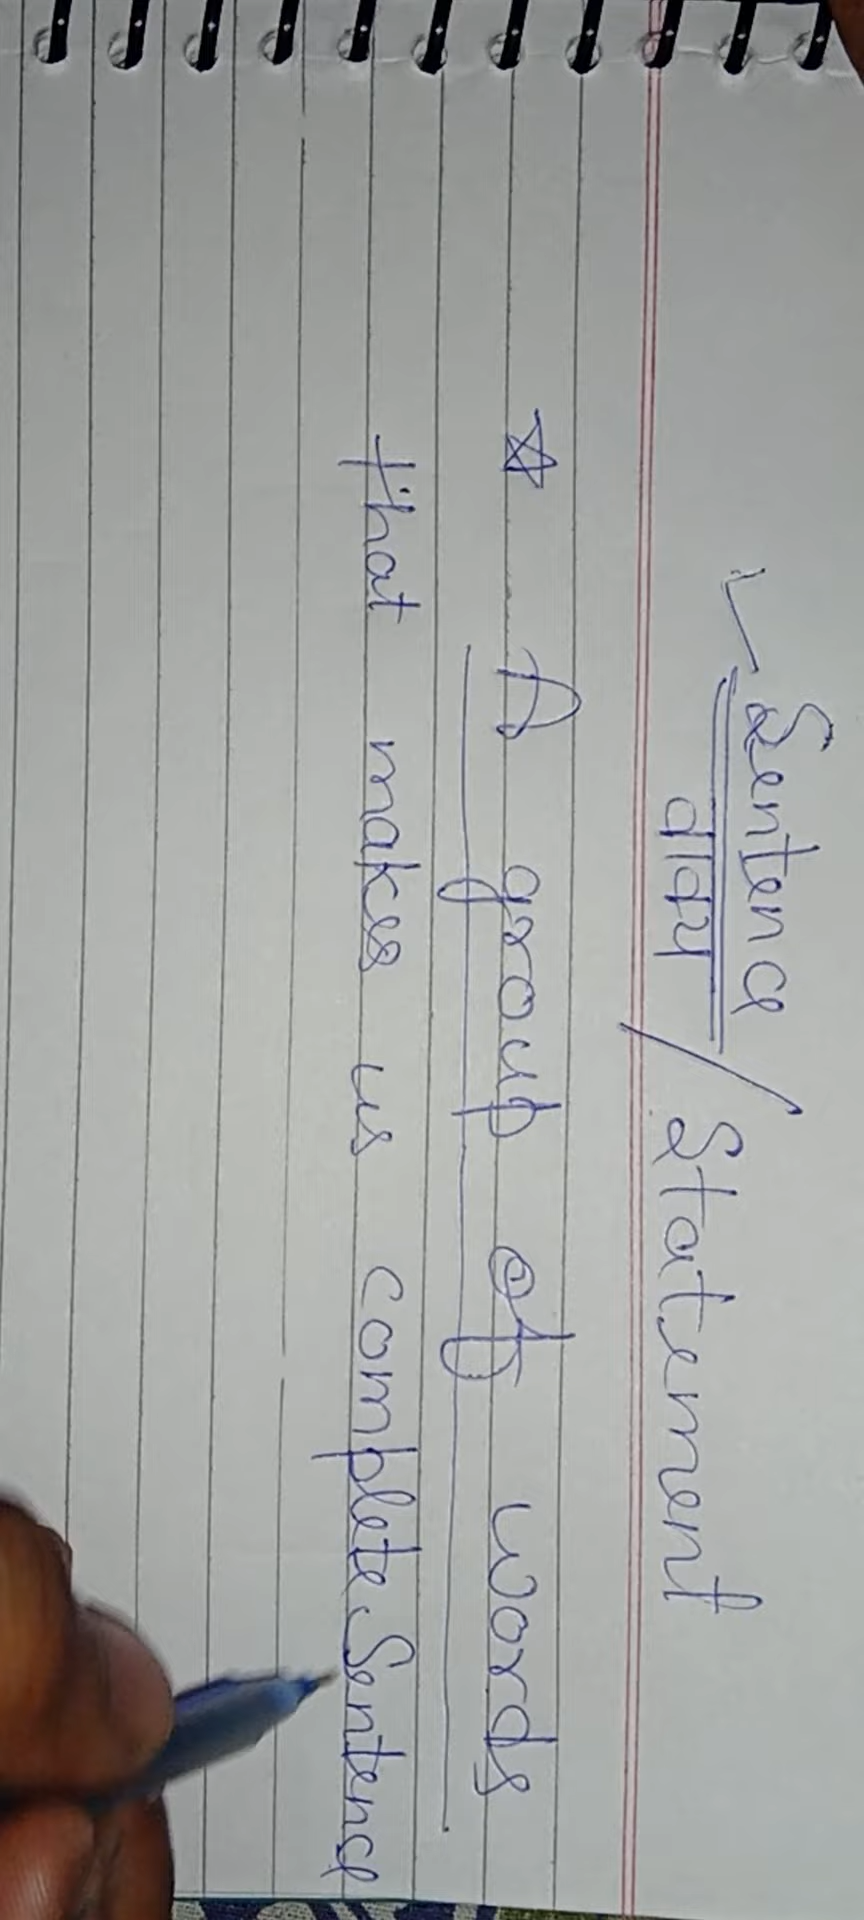 Sentence / Statement
वाक्य
☆ A group of words
that makes us complete Sentence